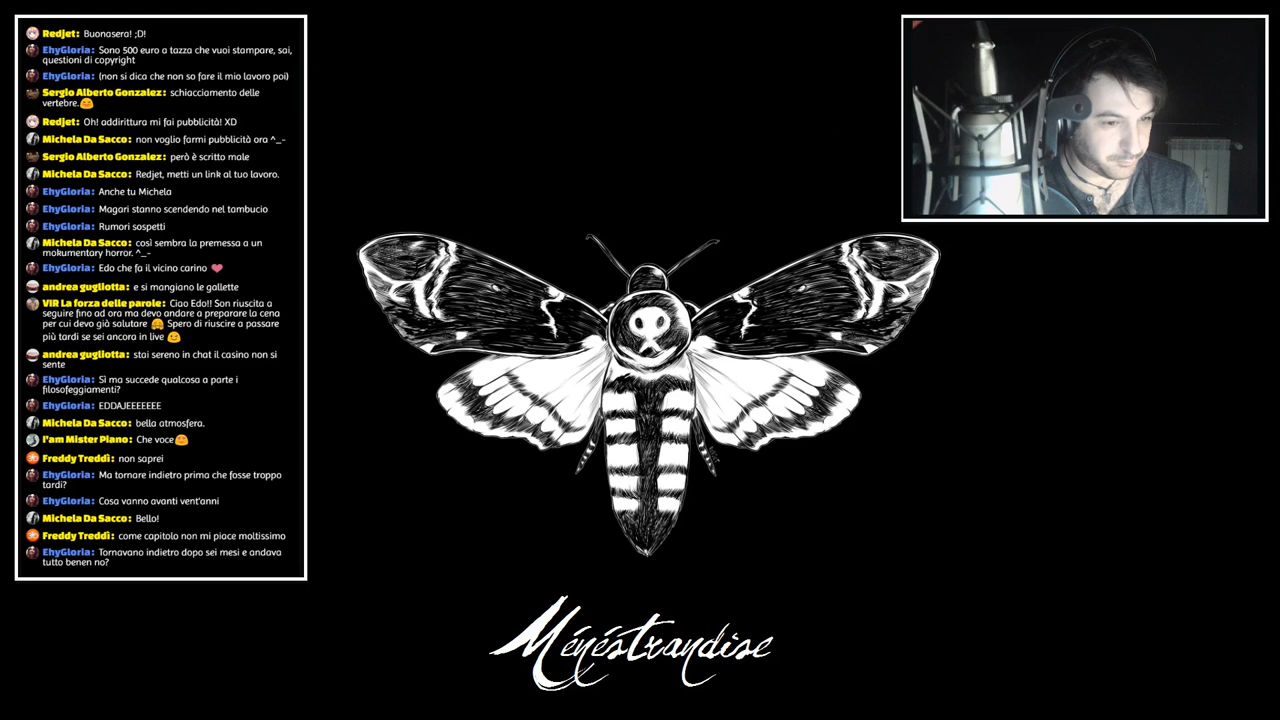 Redjet: Buonasera! ;D!
EhyGloria: Sono 500 euro a tazza che vuoi stampare, sai,
questioni di copyright
EhyGloria: (non si dica che non so fare il mio lavoro poi)
Sergio Alberto Gonzalez: schiacciamento delle
vertebre.
Redjet: Oh! addirittura mi fai pubblicità! XD
Michela Da Sacco: non voglio farmi pubblicità ora ^_-
Sergio Alberto Gonzalez: però è scritto male
Michela Da Sacco: Redjet, metti un link al tuo lavoro.
EhyGloria: Anche tu Michela
EhyGloria: Magari stanno scendendo nel tambucio
EhyGloria: Rumori sospetti
Michela Da Sacco: così sembra la premessa a un
mokumentary horror. ^_-
EhyGloria: Edo che fa il vicino carino
andrea gugliotta: e si mangiano le gallette
VIR La forza delle parole: Ciao Edo!! Son riuscita a
seguire fino ad ora ma devo andare a preparare la cena
per cui devo già salutare 🤗 Spero di riuscire a passare
più tardi se sei ancora in live
andrea gugliotta: stai sereno in chat il casino non si
sente
EhyGloria: Sì ma succede qualcosa a parte i
filosofeggiamenti?
EhyGloria: EDDAJEEEEEEE
Michela Da Sacco: bella atmosfera.
I'am Mister Piano: Che voce
Freddy Treddì: non saprei
EhyGloria: Ma tornare indietro prima che fosse troppo
tardi?
EhyGloria: Cosa vanno avanti vent'anni
Michela Da Sacco: Bello!
Freddy Treddì: come capitolo non mi piace moltissimo
EhyGloria: Tornavano indietro dopo sei mesi e andava
tutto benen no?
Ménéstrandise